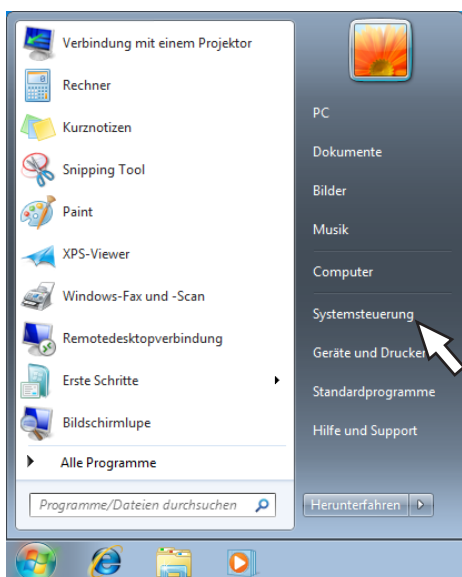 Verbindung mit einem Projektor
Rechner
Kurznotizen
Snipping Tool
Paint
XPS-Viewer
Windows-Fax und -Scan
Remotedesktopverbindung
Erste Schritte
Bildschirmlupe
Alle Programme
Programme/Dateien durchsuchen
PC
Dokumente
Bilder
Musik
Computer
Systemsteuerung
Geräte und Drucker
Standardprogramme
Hilfe und Support
Herunterfahren